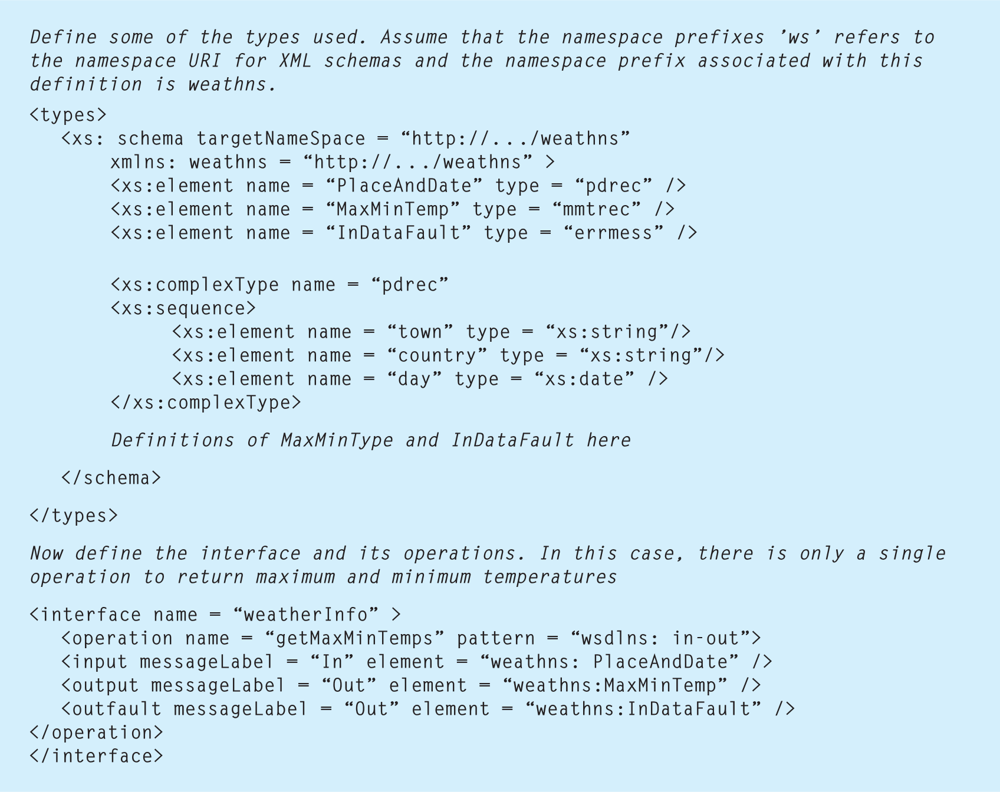 Define some of the types used. Assume that the namespace prefixes ’ws’ refers to
the namespace URI for XML schemas and the namespace prefix associated with this
definition is weathns.
<types>
<xs: schema targetNameSpace = “http://.../weathns”
xmlns: weathns = “http://.../weathns” >
<xs:element name = “PlaceAndDate” type = “pdrec” />
<xs:element name = “MaxMinTemp” type = “mmtrec” />
<xs:element name = “InDataFault” type = “errmess” />
<xs:complexType name = “pdrec”
<xs:sequence>
<xs:element name = “town” type = “xs:string”/>
<xs:element name = “country” type = “xs:string”/>
<xs:element name = “day” type = “xs:date” />
</xs:complexType>
Definitions of MaxMinType and InDataFault here
</schema>
</types>
Now define the interface and its operations. In this case, there is only a single
operation to return maximum and minimum temperatures
<interface name = “weatherInfo” >
<operation name = “getMaxMinTemps” pattern = “wsdlns: in-out”>
<input messageLabel = “In” element = “weathns: PlaceAndDate” />
<output messageLabel = “Out” element = “weathns:MaxMinTemp” />
<outfault messageLabel = “Out” element = “weathns:InDataFault” />
</operation>
</interface>